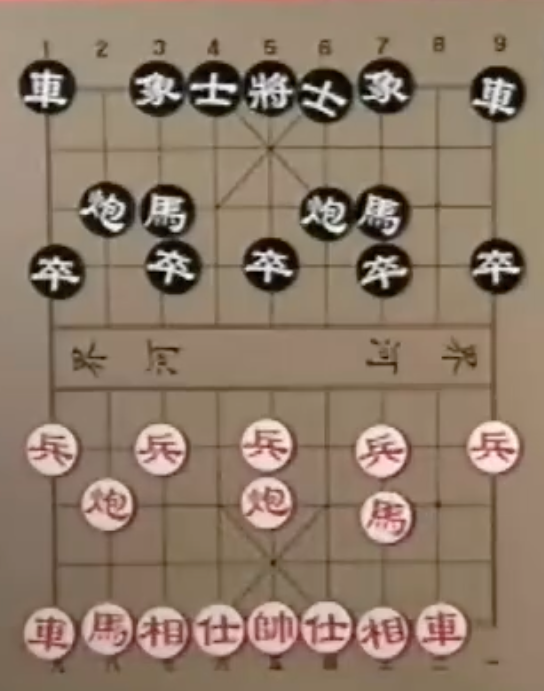 1 2 3 4 5 6 7 8 9
車 象 士 將 士 象 車
炮 馬 炮 馬
卒 卒 卒 卒 卒
界 河 河 界
兵 兵 兵 兵 兵
炮 炮 馬
車 馬 相 仕 帥 仕 相 車
九 八 七 六 五 四 三 二 一